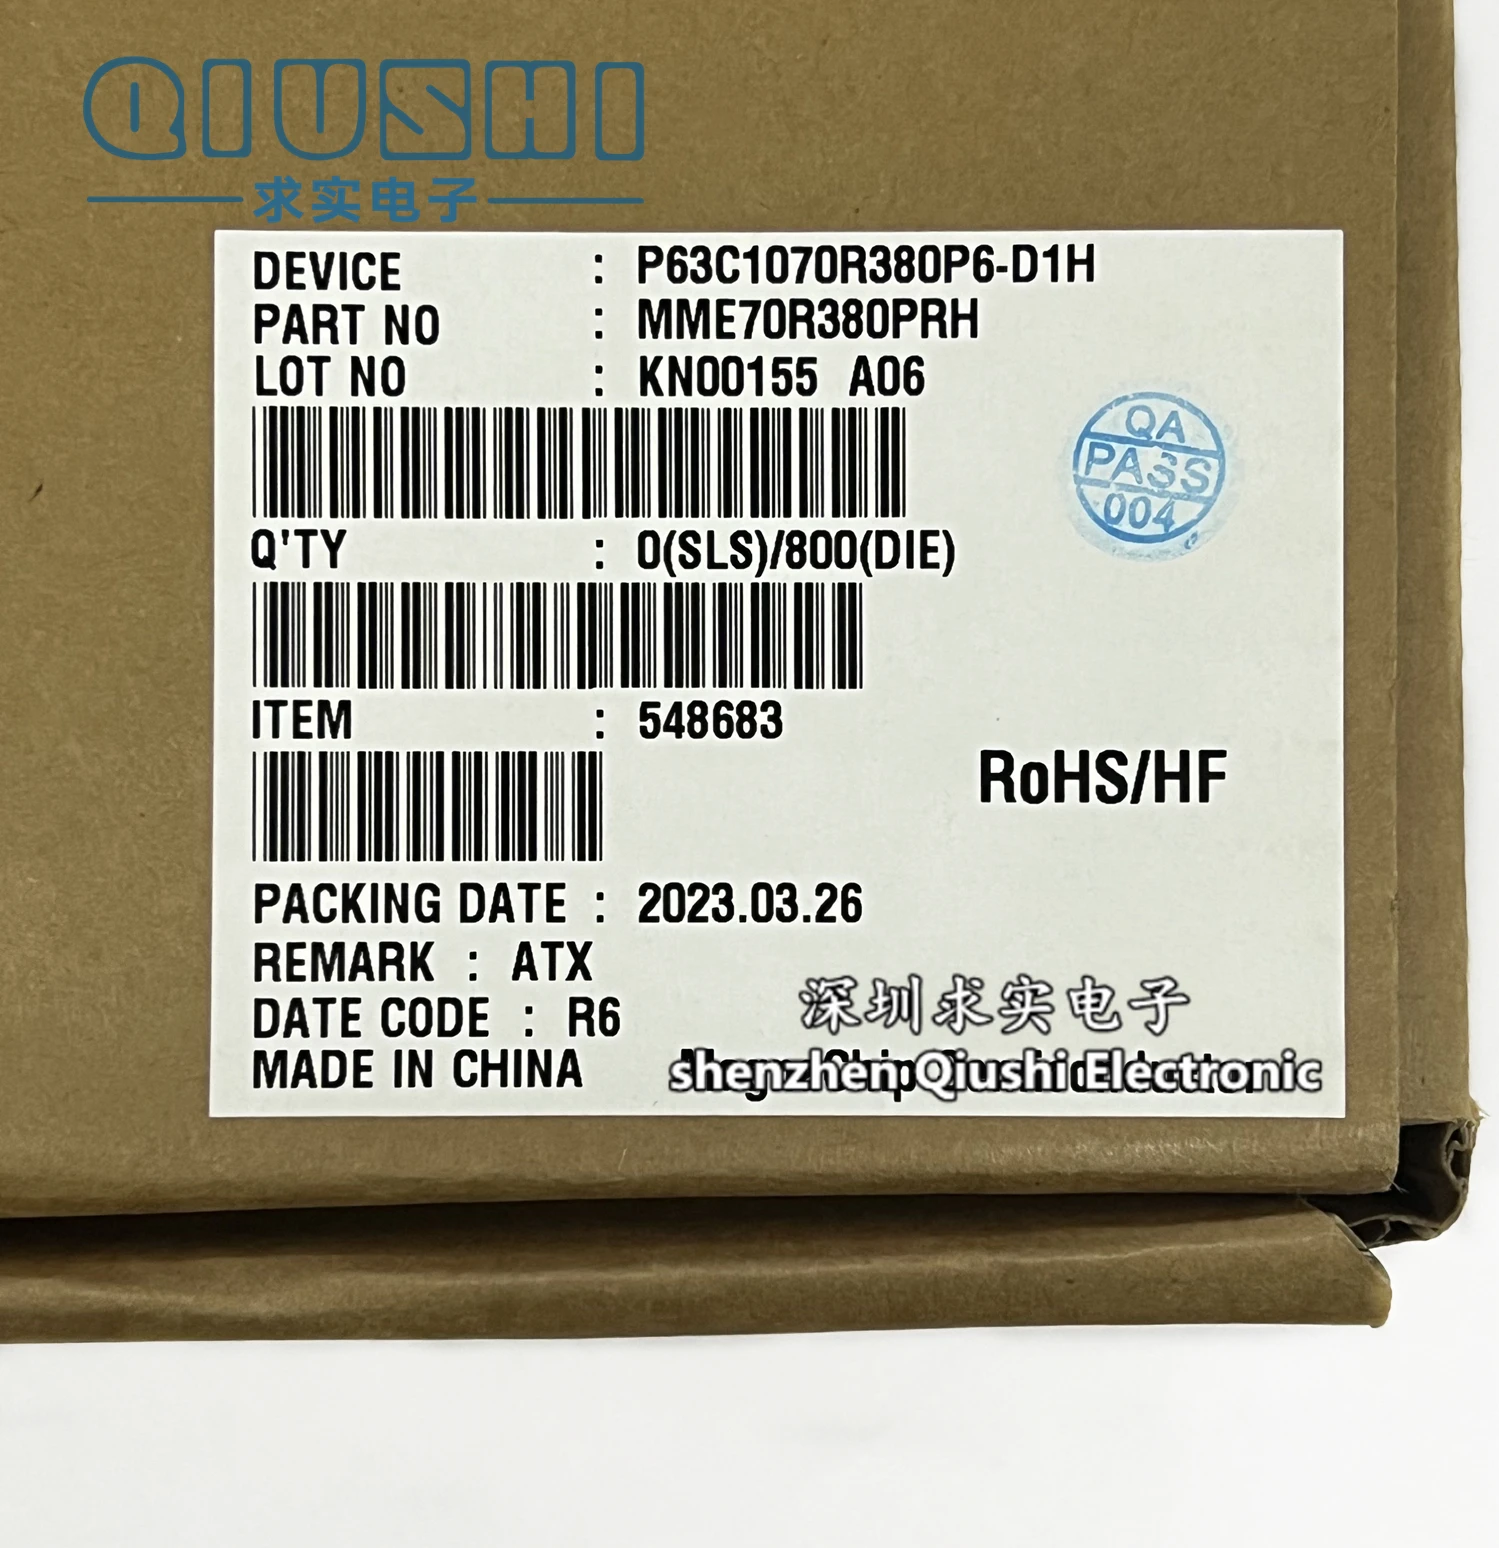 QIUSHI
求实电子
DEVICE : P63C1070R380P6-D1H
PART NO : MME70R380PRH
LOT NO : KN00155 A06
QA
PASS
004
Q'TY : 0(SLS)/800(DIE)
ITEM : 548683
RoHS/HF
PACKING DATE : 2023.03.26
REMARK : ATX
DATE CODE : R6
深圳求实电子
MADE IN CHINA
shenzhen Qiushi Electronic